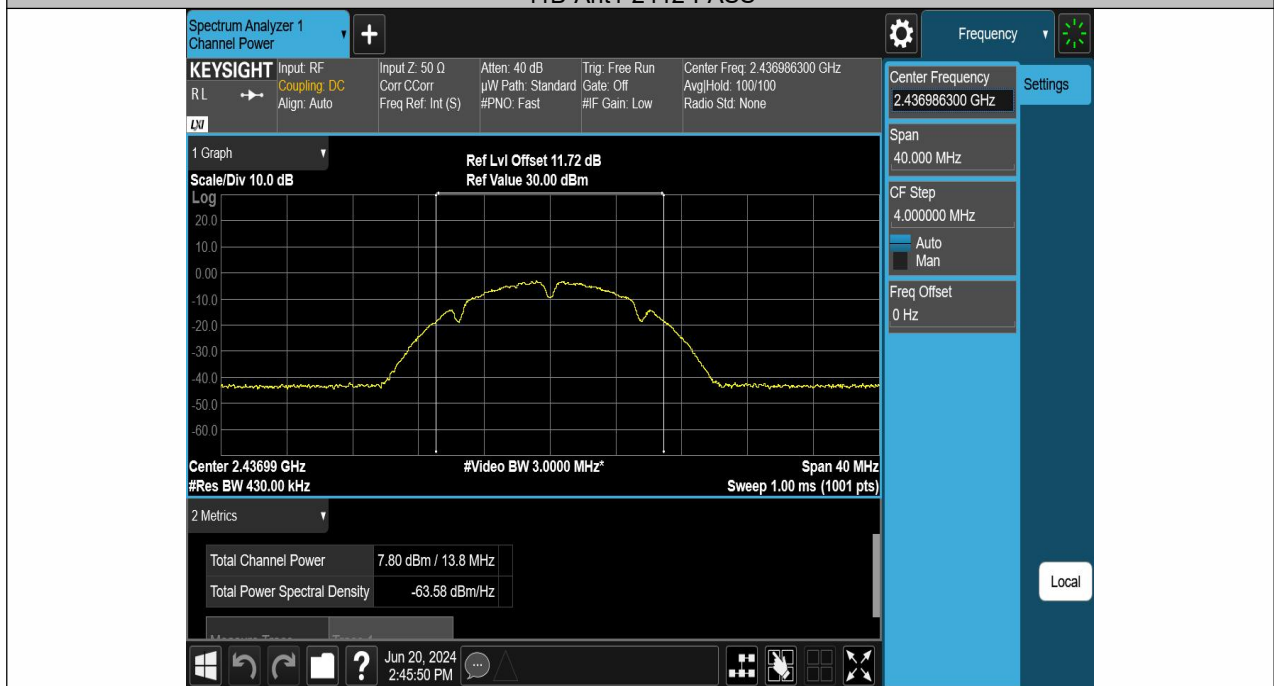 Spectrum Analyzer 1
Channel Power
+
Frequency
KEYSIGHT
R L
LXI
Input: RF
Coupling: DC
Align: Auto
Input Z: 50 Ω
Corr CCorr
Freq Ref: Int (S)
Atten: 40 dB
µW Path: Standard
#PNO: Fast
Trig: Free Run
Gate: Off
#IF Gain: Low
Center Freq: 2.436986300 GHz
Avg|Hold: 100/100
Radio Std: None
Center Frequency
2.436986300 GHz
Settings
Span
40.000 MHz
CF Step
4.000000 MHz
Auto
Man
Freq Offset
0 Hz
Local
1 Graph
Scale/Div 10.0 dB
Ref Lvl Offset 11.72 dB
Ref Value 30.00 dBm
Log
20.0
10.0
0.00
-10.0
-20.0
-30.0
-40.0
-50.0
-60.0
Center 2.43699 GHz
#Video BW 3.0000 MHz*
Span 40 MHz
#Res BW 430.00 kHz
Sweep 1.00 ms (1001 pts)
2 Metrics
Total Channel Power 7.80 dBm / 13.8 MHz
Total Power Spectral Density -63.58 dBm/Hz
?
Jun 20, 2024
2:45:50 PM